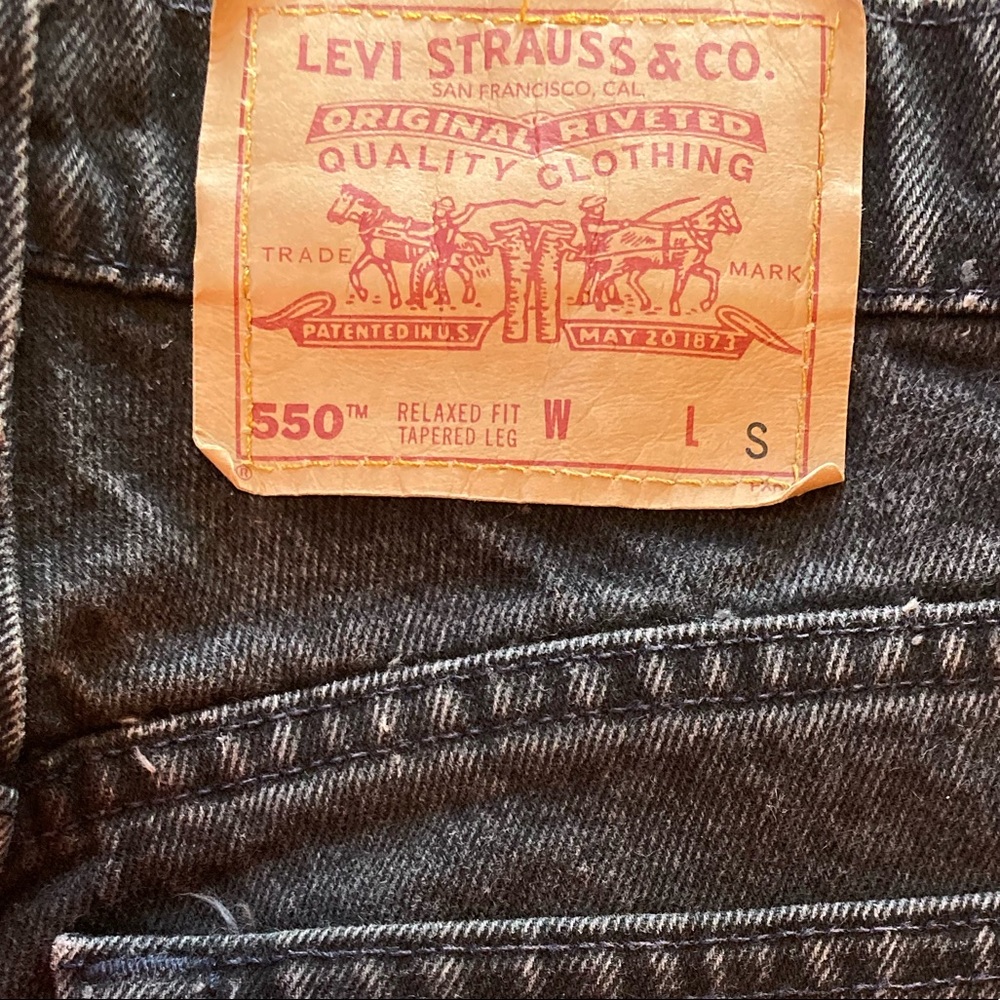 LEVI STRAUSS & CO.
SAN FRANCISCO, CAL.
ORIGINAL RIVETED
QUALITY CLOTHING
TRADE MARK
PATENTED IN U.S. MAY 20 1873
550™ RELAXED FIT W L S
TAPERED LEG
®